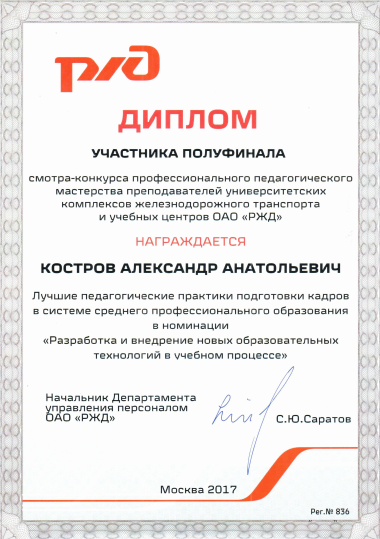 РЖД
ДИПЛОМ
УЧАСТНИКА ПОЛУФИНАЛА
смотра-конкурса профессионального педагогического
мастерства преподавателей университетских
комплексов железнодорожного транспорта
и учебных центров ОАО «РЖД»
НАГРАЖДАЕТСЯ
КОСТРОВ АЛЕКСАНДР АНАТОЛЬЕВИЧ
Лучшие педагогические практики подготовки кадров
в системе среднего профессионального образования
в номинации
«Разработка и внедрение новых образовательных
технологий в учебном процессе»
Начальник Департамента
управления персоналом
ОАО «РЖД»
С.Ю.Саратов
Москва 2017
Рег.№ 836